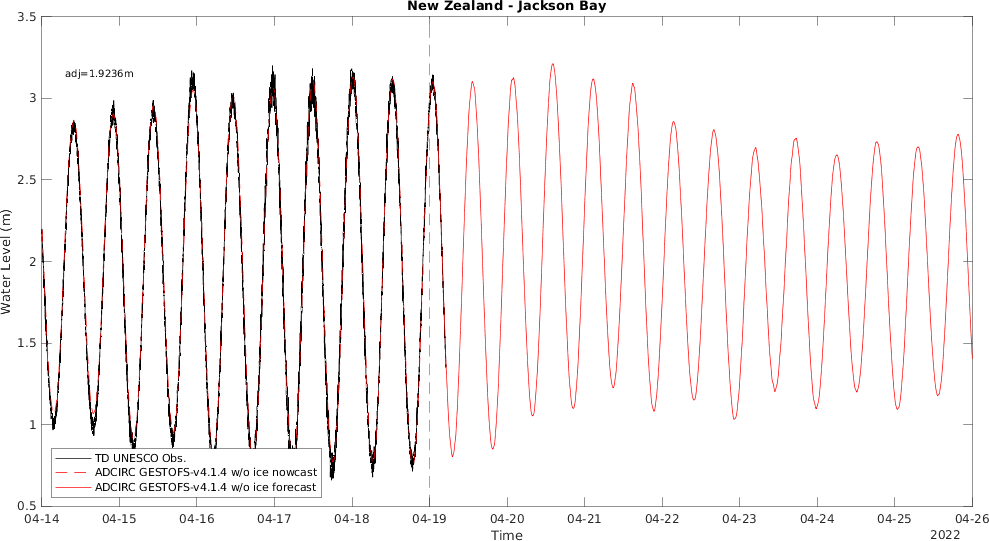 New Zealand - Jackson Bay
3.5
3
2.5
2
1.5
1
0.5
Water Level (m)
adj=1.9236m
TD UNESCO Obs.
ADCIRC GESTOFS-v4.1.4 w/o ice nowcast
ADCIRC GESTOFS-v4.1.4 w/o ice forecast
04-14 04-15 04-16 04-17 04-18 04-19 04-20 04-21 04-22 04-23 04-24 04-25 04-26
Time
2022